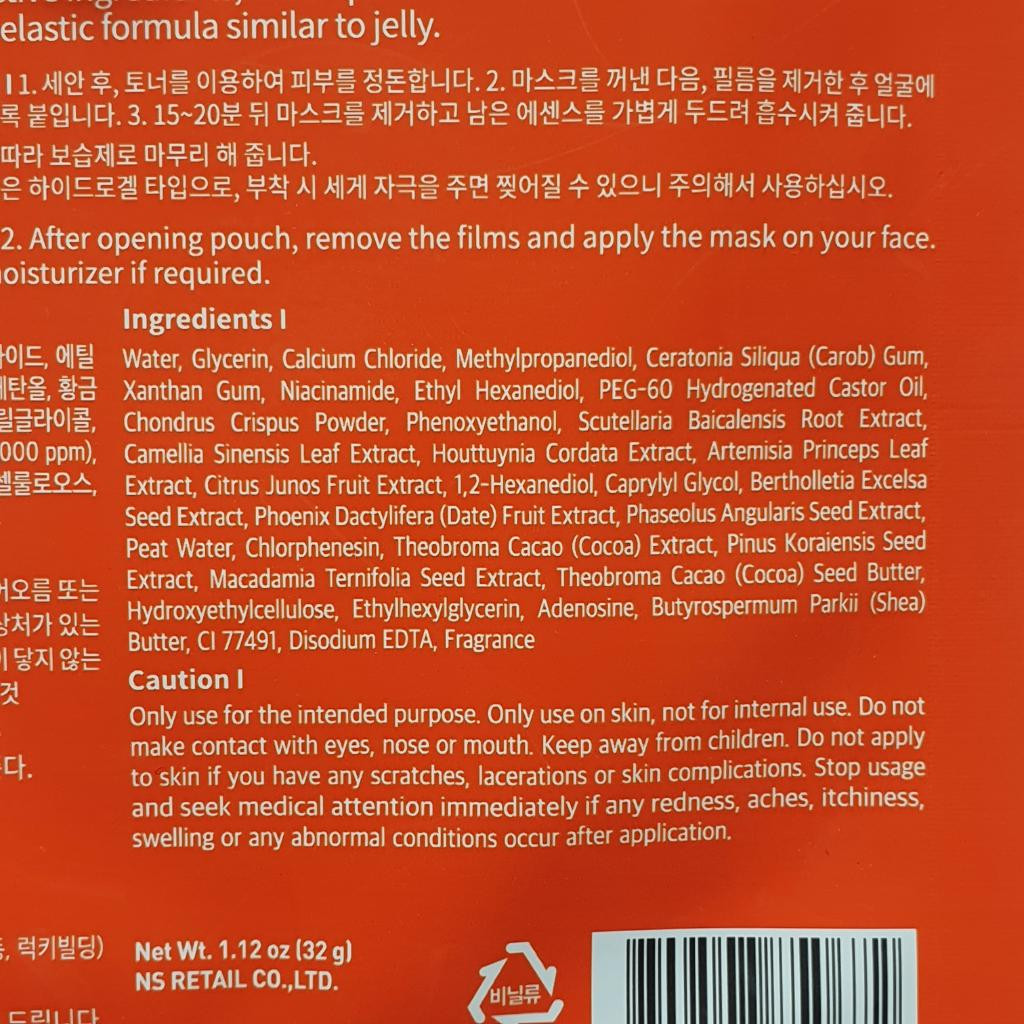 elastic formula similar to jelly.
I 1. 세안 후, 토너를 이용하여 피부를 정돈합니다. 2. 마스크를 꺼낸 다음, 필름을 제거한 후 얼굴에
록 붙입니다. 3. 15~20분 뒤 마스크를 제거하고 남은 에센스를 가볍게 두드려 흡수시켜 줍니다.
따라 보습제로 마무리 해 줍니다.
은 하이드로겔 타입으로, 부착 시 세게 자극을 주면 찢어질 수 있으니 주의해서 사용하십시오.
2. After opening pouch, remove the films and apply the mask on your face.
oisturizer if required.
이드, 에틸
탄올, 황금
릴글라이콜,
000 ppm),
셀룰로오스,
어오름 또는
상처가 있는
닿지 않는
것
다.
Ingredients I
Water, Glycerin, Calcium Chloride, Methylpropanediol, Ceratonia Siliqua (Carob) Gum,
Xanthan Gum, Niacinamide, Ethyl Hexanediol, PEG-60 Hydrogenated Castor Oil,
Chondrus Crispus Powder, Phenoxyethanol, Scutellaria Baicalensis Root Extract,
Camellia Sinensis Leaf Extract, Houttuynia Cordata Extract, Artemisia Princeps Leaf
Extract, Citrus Junos Fruit Extract, 1,2-Hexanediol, Caprylyl Glycol, Bertholletia Excelsa
Seed Extract, Phoenix Dactylifera (Date) Fruit Extract, Phaseolus Angularis Seed Extract,
Peat Water, Chlorphenesin, Theobroma Cacao (Cocoa) Extract, Pinus Koraiensis Seed
Extract, Macadamia Ternifolia Seed Extract, Theobroma Cacao (Cocoa) Seed Butter,
Hydroxyethylcellulose, Ethylhexylglycerin, Adenosine, Butyrospermum Parkii (Shea)
Butter, CI 77491, Disodium EDTA, Fragrance
Caution I
Only use for the intended purpose. Only use on skin, not for internal use. Do not
make contact with eyes, nose or mouth. Keep away from children. Do not apply
to skin if you have any scratches, lacerations or skin complications. Stop usage
and seek medical attention immediately if any redness, aches, itchiness,
swelling or any abnormal conditions occur after application.
럭키빌딩)
Net Wt. 1.12 oz (32 g)
NS RETAIL CO.,LTD.
비닐류
드립니다